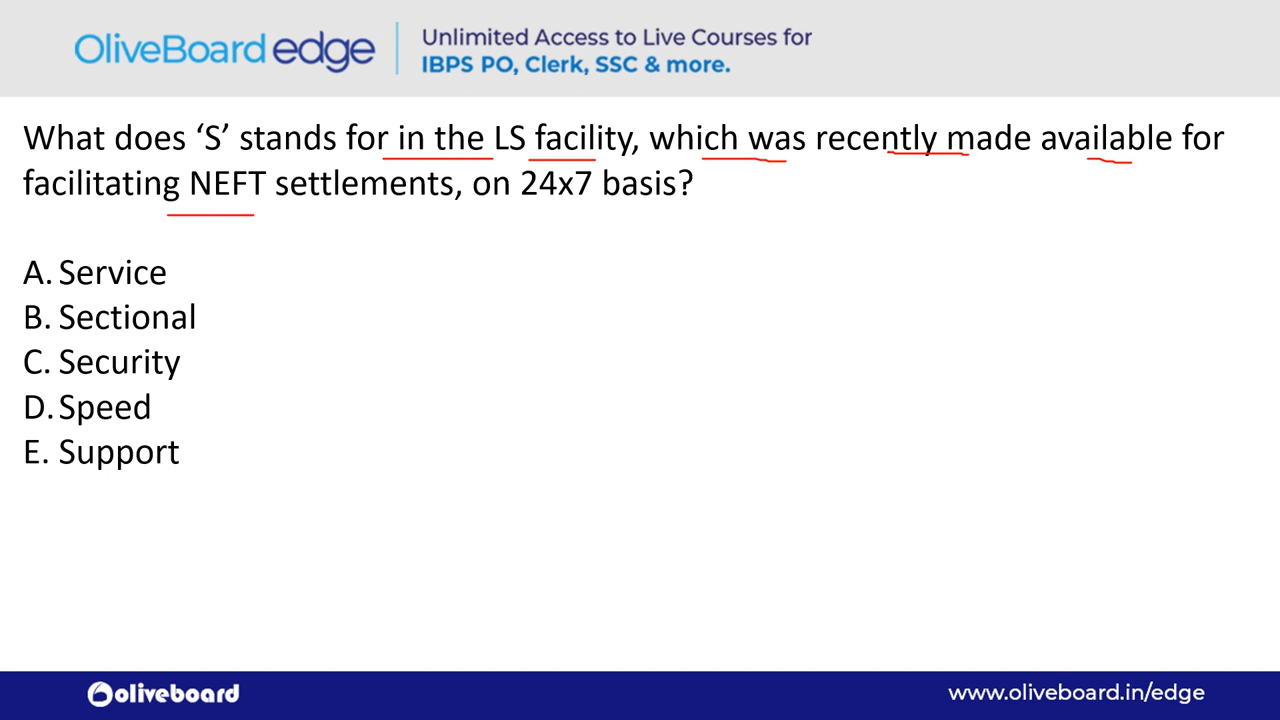 OliveBoard edge
Unlimited Access to Live Courses for
IBPS PO, Clerk, SSC & more.
What does ‘S’ stands for in the LS facility, which was recently made available for
facilitating NEFT settlements, on 24x7 basis?
A. Service
B. Sectional
C. Security
D. Speed
E. Support
oliveboard
www.oliveboard.in/edge